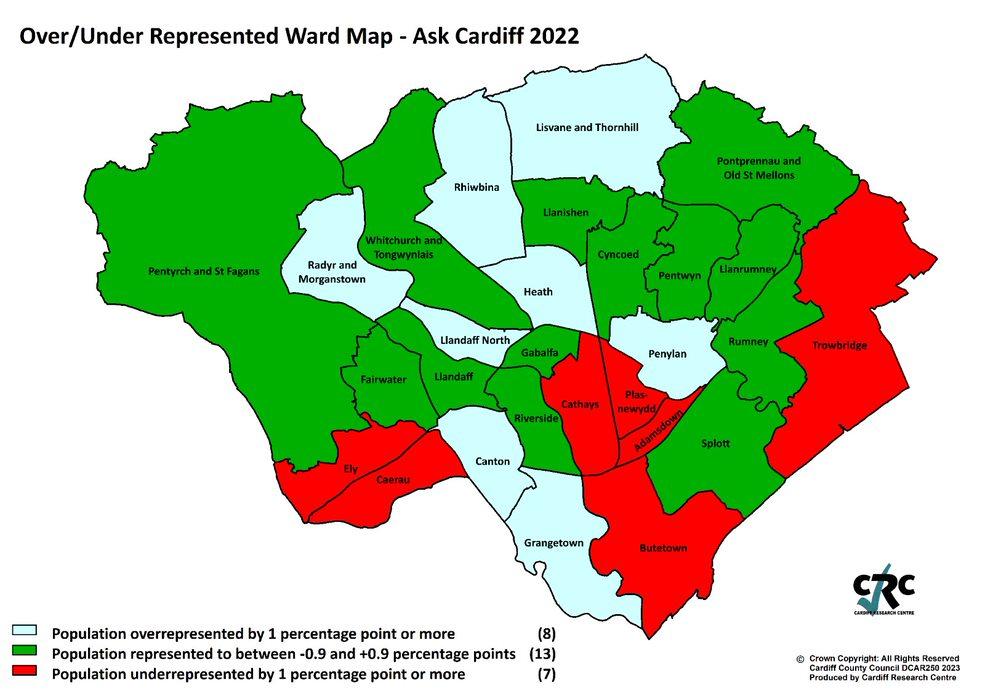 Over/Under Represented Ward Map - Ask Cardiff 2022
Lisvane and Thornhill
Pontprennau and
Old St Mellons
Rhiwbina
Llanishen
Whitchurch and
Tongwynlais
Cyncoed
Pentyrch and St Fagans
Radyr and
Morganstown
Pentwyn
Llanrumney
Heath
Llandaff North
Gabalfa
Penylan
Rumney
Trowbridge
Fairwater
Llandaff
Cathays
Plas-
newydd
Riverside
Adamsdown
Splott
Ely
Canton
Caerau
Grangetown
Butetown
CRC
CARDIFF RESEARCH CENTRE
Population overrepresented by 1 percentage point or more (8)
Population represented to between -0.9 and +0.9 percentage points (13)
Population underrepresented by 1 percentage point or more (7)
© Crown Copyright: All Rights Reserved
Cardiff County Council DCAR250 2023
Produced by Cardiff Research Centre